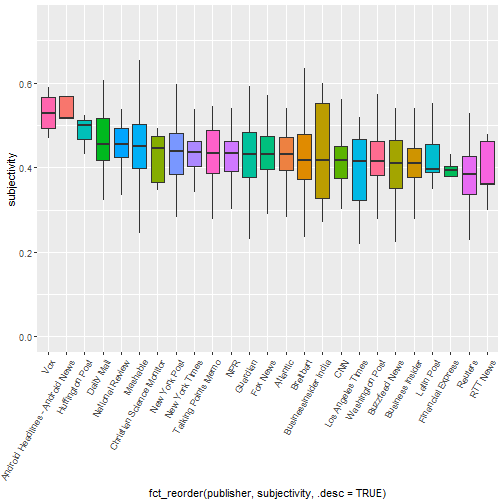 subjectivity
0.6
0.4
0.2
0.0
Vox
Android Headlines - Android News
Huffington Post
Daily Mail
National Review
Mashable
Christian Science Monitor
New York Post
New York Times
Talking Points Memo
NPR
Guardian
Fox News
Atlantic
Breitbart
BusinessInsider India
CNN
Los Angeles Times
Washington Post
Buzzfeed News
Business Insider
Latin Post
Financial Express
Reuters
RTT News
fct_reorder(publisher, subjectivity, .desc = TRUE)